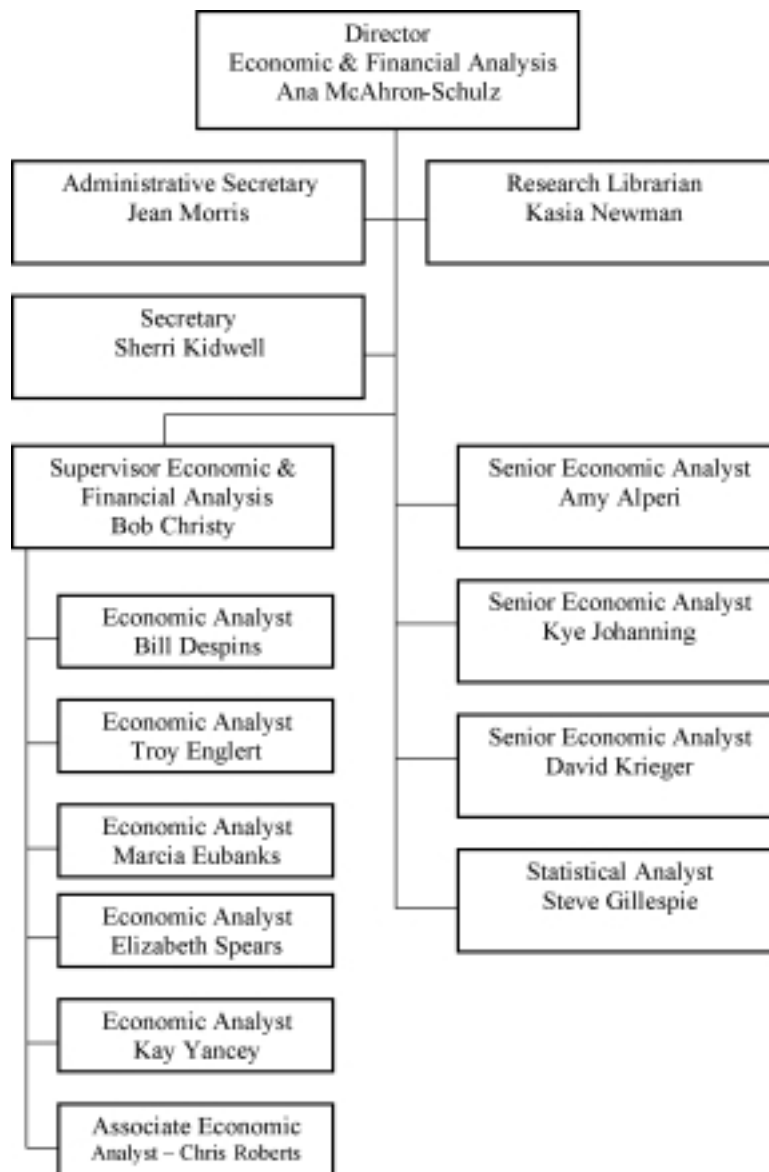 Director
Economic & Financial Analysis
Ana McAhron-Schulz
Administrative Secretary
Jean Morris
Research Librarian
Kasia Newman
Secretary
Sherri Kidwell
Supervisor Economic &
Financial Analysis
Bob Christy
Economic Analyst
Bill Despins
Economic Analyst
Troy Englert
Economic Analyst
Marcia Eubanks
Economic Analyst
Elizabeth Spears
Economic Analyst
Kay Yancey
Associate Economic
Analyst – Chris Roberts
Senior Economic Analyst
Amy Alperi
Senior Economic Analyst
Kye Johanning
Senior Economic Analyst
David Krieger
Statistical Analyst
Steve Gillespie